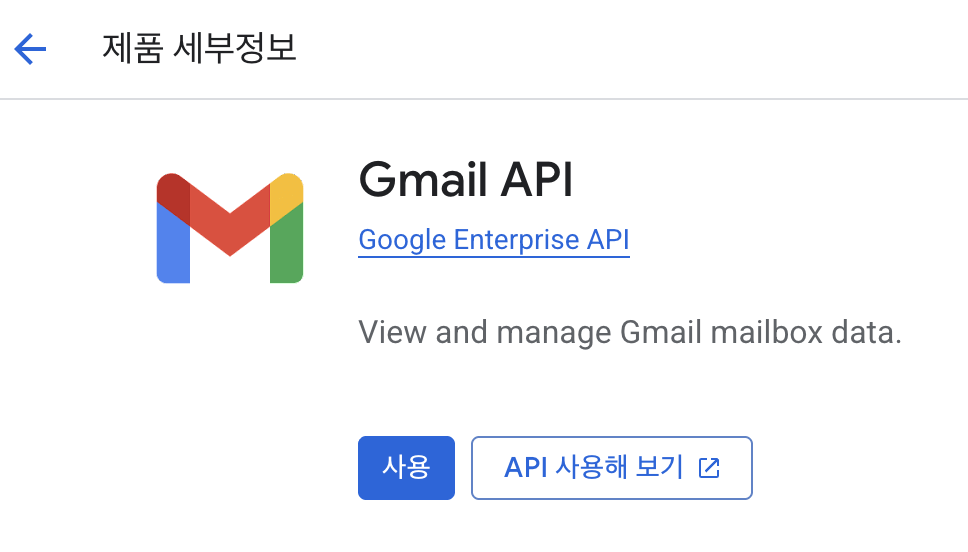 제품 세부정보
Gmail API
Google Enterprise API
View and manage Gmail mailbox data.
사용
API 사용해 보기